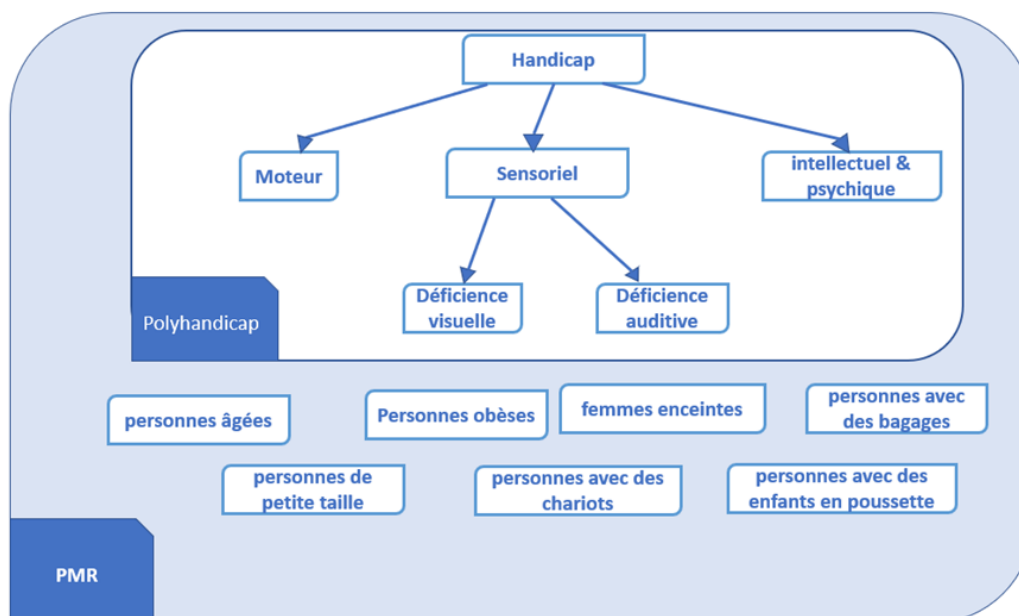 Handicap
Moteur
Sensoriel
intellectuel &
psychique
Déficience
visuelle
Déficience
auditive
Polyhandicap
personnes âgées
Personnes obèses
femmes enceintes
personnes avec
des bagages
personnes de
petite taille
personnes avec des
chariots
personnes avec des
enfants en poussette
PMR